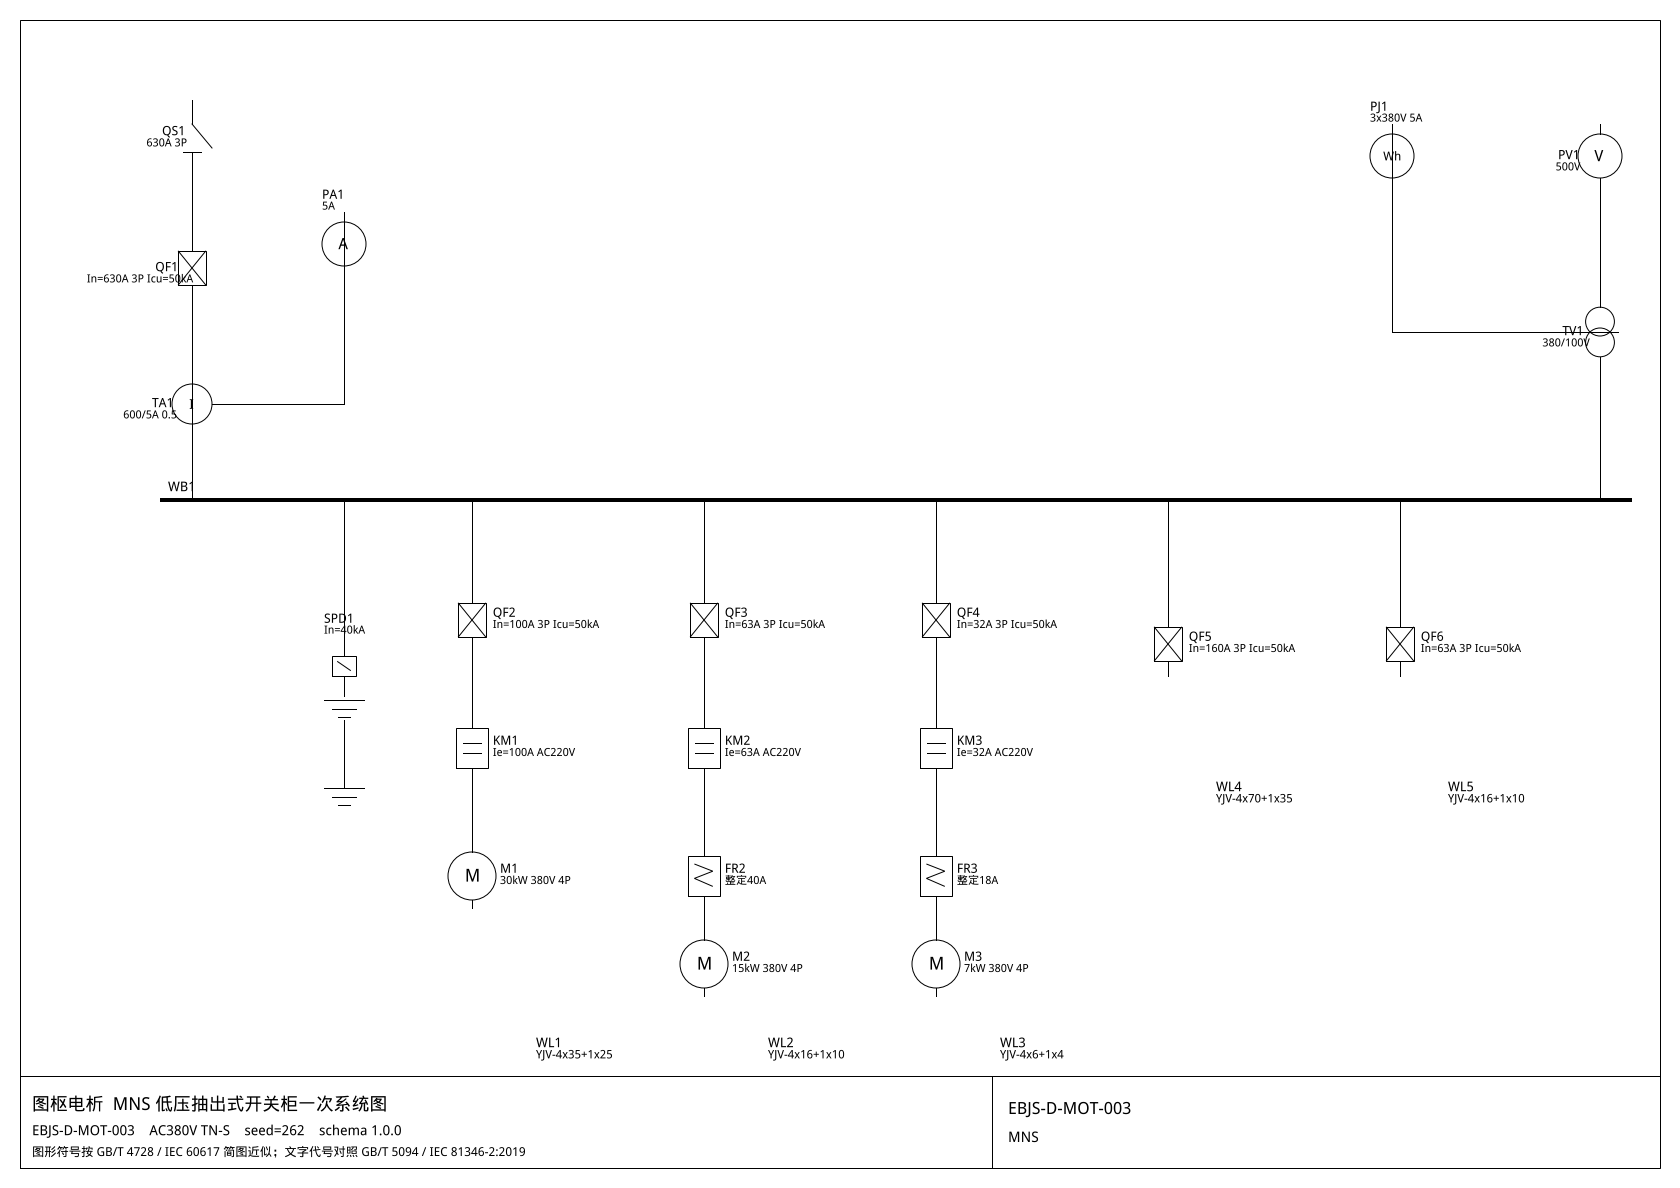 PJ1
3x380V 5A
QS1
630A 3P
Wh
PV1
500V
V
PA1
5A
A
QF1
In=630A 3P Icu=50kA
TV1
380/100V
TA1
600/5A 0.5
I
WB1
SPD1
In=40kA
QF2
In=100A 3P Icu=50kA
QF3
In=63A 3P Icu=50kA
QF4
In=32A 3P Icu=50kA
QF5
In=160A 3P Icu=50kA
QF6
In=63A 3P Icu=50kA
KM1
Ie=100A AC220V
KM2
Ie=63A AC220V
KM3
Ie=32A AC220V
WL4
YJV-4x70+1x35
WL5
YJV-4x16+1x10
M
M1
30kW 380V 4P
FR2
整定40A
FR3
整定18A
M
M2
15kW 380V 4P
M
M3
7kW 380V 4P
WL1
YJV-4x35+1x25
WL2
YJV-4x16+1x10
WL3
YJV-4x6+1x4
图枢电析 MNS 低压抽出式开关柜一次系统图
EBJS-D-MOT-003 AC380V TN-S seed=262 schema 1.0.0
图形符号按 GB/T 4728 / IEC 60617 简图近似；文字代号对照 GB/T 5094 / IEC 81346-2:2019
EBJS-D-MOT-003
MNS